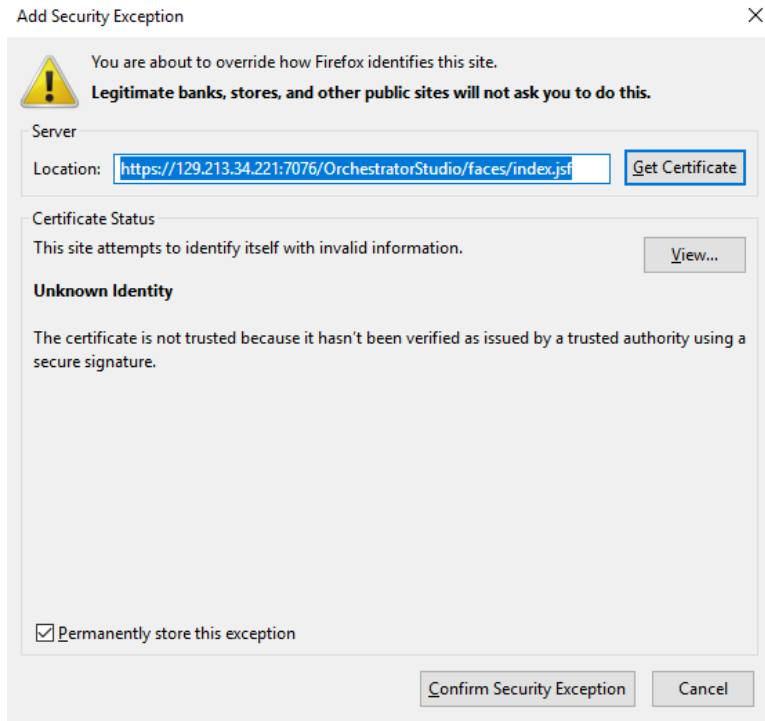 Add Security Exception
You are about to override how Firefox identifies this site.
Legitimate banks, stores, and other public sites will not ask you to do this.
Server
Location: https://129.213.34.221:7076/OrchestratorStudio/faces/index.jsf Get Certificate
Certificate Status
This site attempts to identify itself with invalid information. View...
Unknown Identity
The certificate is not trusted because it hasn't been verified as issued by a trusted authority using a
secure signature.
Permanently store this exception
Confirm Security Exception Cancel